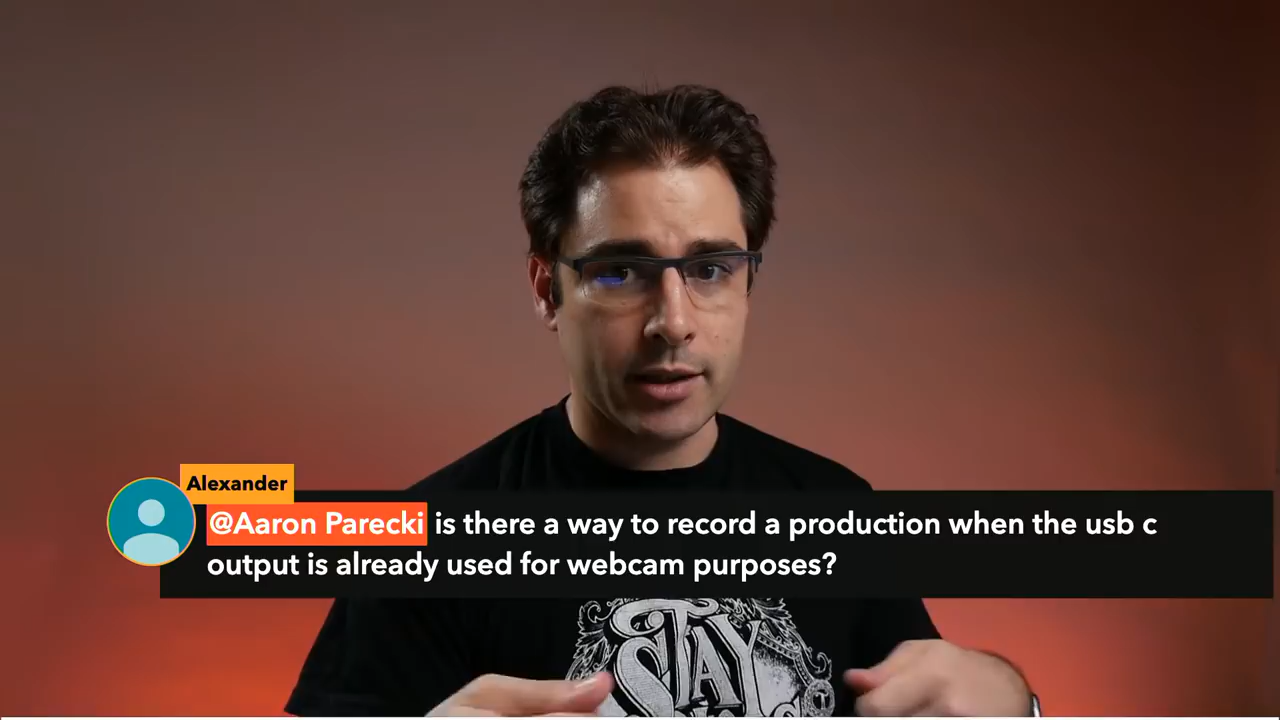 Alexander
@Aaron Parecki is there a way to record a production when the usb c
output is already used for webcam purposes?
STAY